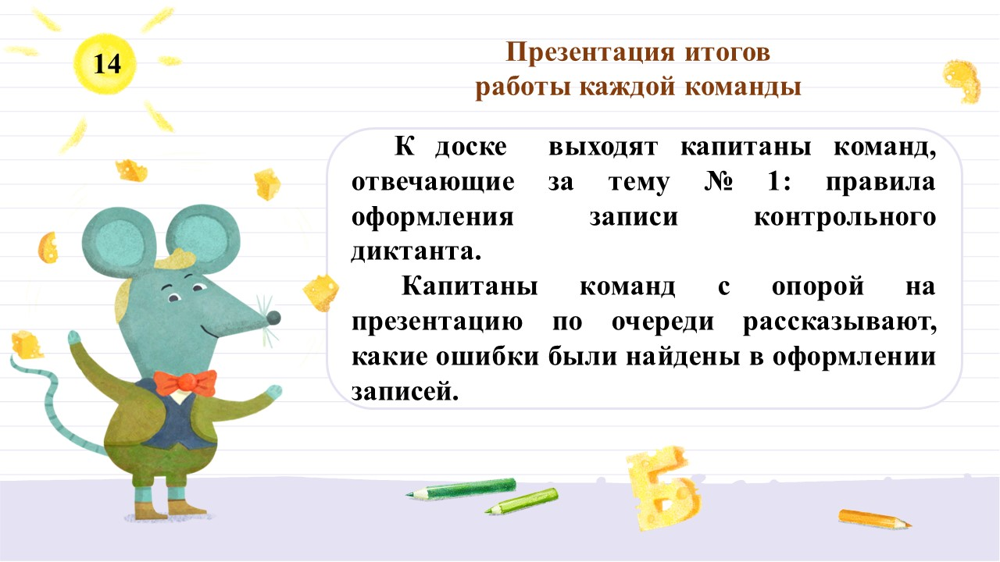 14
Презентация итогов
работы каждой команды
К доске выходят капитаны команд,
отвечающие за тему № 1: правила
оформления записи контрольного
диктанта.
Капитаны команд с опорой на
презентацию по очереди рассказывают,
какие ошибки были найдены в оформлении
записей.
Б